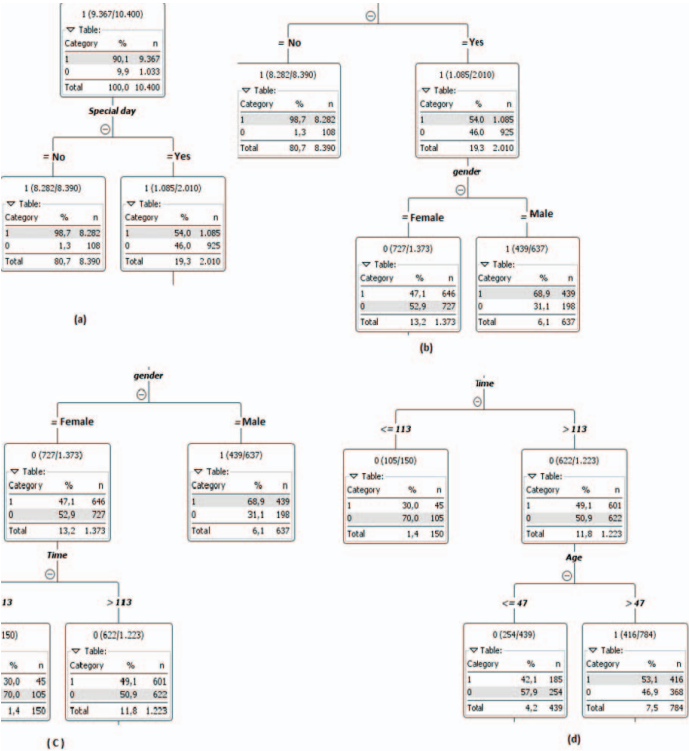 1 (9.367/10.400)
Table:
Category % n
1 90,1 9.367
0 9,9 1.033
Total 100,0 10.400
Special day
= No
=Yes
1 (8.282/8.390)
Table:
Category % n
1 98,7 8.282
0 1,3 108
Total 80,7 8.390
1 (1.085/2.010)
Table:
Category % n
1 54,0 1.085
0 46,0 925
Total 19,3 2.010
(a)
= No
=Yes
1 (8.282/8.390)
Table:
Category % n
1 98,7 8.282
0 1,3 108
Total 80,7 8.390
1 (1.085/2.010)
Table:
Category % n
1 54,0 1.085
0 46,0 925
Total 19,3 2.010
gender
= Female
= Male
0 (727/1.373)
Table:
Category % n
1 47,1 646
0 52,9 727
Total 13,2 1.373
1 (439/637)
Table:
Category % n
1 68,9 439
0 31,1 198
Total 6,1 637
(b)
gender
= Female
=Male
0 (727/1.373)
Table:
Category % n
1 47,1 646
0 52,9 727
Total 13,2 1.373
1 (439/637)
Table:
Category % n
1 68,9 439
0 31,1 198
Total 6,1 637
Time
13
>113
150)
% n
30,0 45
70,0 105
1,4 150
0 (622/1.223)
Table:
Category % n
1 49,1 601
0 50,9 622
Total 11,8 1.223
(C)
Time
<= 113
>113
0 (105/150)
Table:
Category % n
1 30,0 45
0 70,0 105
Total 1,4 150
0 (622/1.223)
Table:
Category % n
1 49,1 601
0 50,9 622
Total 11,8 1.223
Age
<= 47
>47
0 (254/439)
Table:
Category % n
1 42,1 185
0 57,9 254
Total 4,2 439
1 (416/784)
Table:
Category % n
1 53,1 416
0 46,9 368
Total 7,5 784
(d)